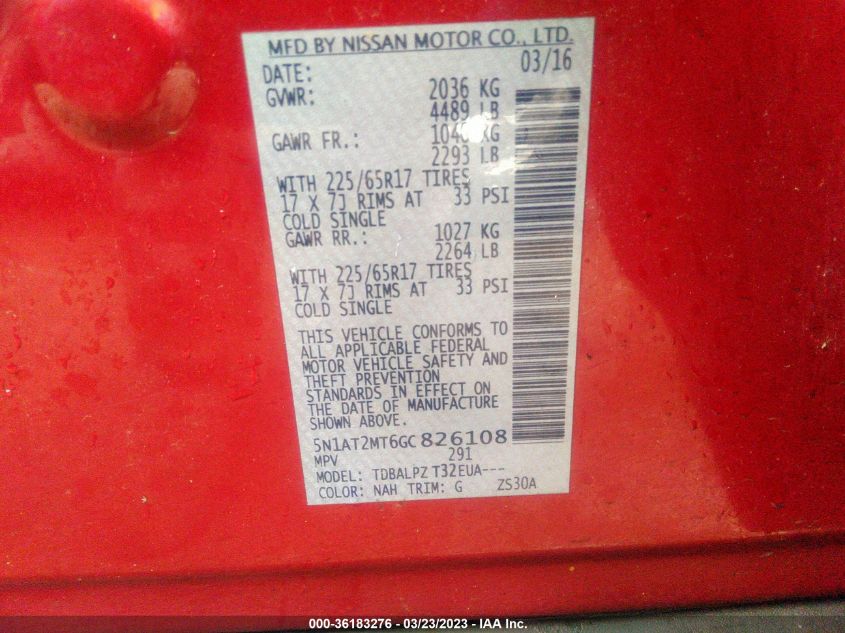 MFD BY NISSAN MOTOR CO., LTD.
DATE: 03/16
GVWR: 2036 KG
4489 LB
GAWR FR.: KG
2293 LB
WITH 225/65R17 TIRES
17 X 7J RIMS AT 33 PSI
COLD SINGLE
GAWR RR.: 1027 KG
2264 LB
WITH 225/65R17 TIRES
17 X 7J RIMS AT 33 PSI
COLD SINGLE
THIS VEHICLE CONFORMS TO
ALL APPLICABLE FEDERAL
MOTOR VEHICLE SAFETY AND
THEFT PREVENTION
STANDARDS IN EFFECT ON
THE DATE OF MANUFACTURE
SHOWN ABOVE.
5N1AT2MT6GC826108
MPV 291
MODEL: TDBALPZ T32EUA---
COLOR: NAH TRIM: G ZS30A
000-36183276 - 03/23/2023 - IAA Inc.